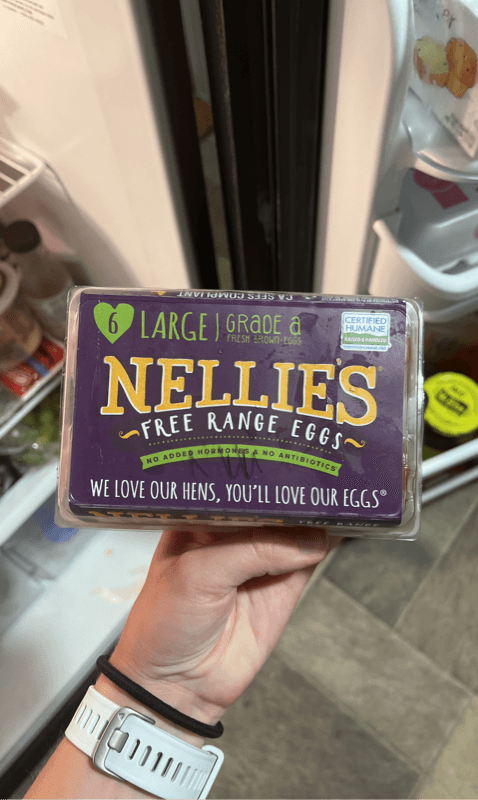 CA SEFS COMPLIANT
6 LARGE | GRADE a
FRESH BROWN EGGS
CERTIFIED
HUMANE
RAISED & HANDLED
NELLIE'S
FREE RANGE EGGS
NO ADDED HORMONES & NO ANTIBIOTICS
WE LOVE OUR HENS, YOU'LL LOVE OUR EGGS®
NELLIE'S
FREE RANGE